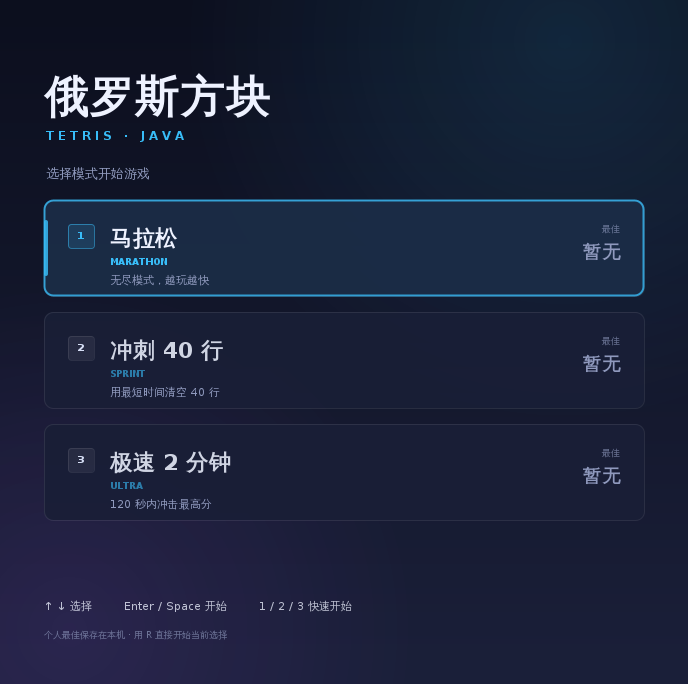 俄罗斯方块
TETRIS · JAVA
选择模式开始游戏
1 马拉松 最佳
MARATHON 暂无
无尽模式，越玩越快
2 冲刺 40 行 最佳
SPRINT 暂无
用最短时间清空 40 行
3 极速 2 分钟 最佳
ULTRA 暂无
120 秒内冲击最高分
↑ ↓ 选择 Enter / Space 开始 1 / 2 / 3 快速开始
个人最佳保存在本机 · 用 R 直接开始当前选择